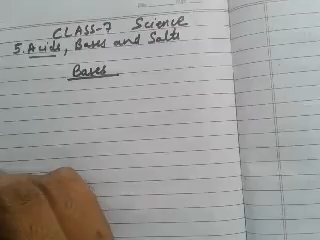 CLASS-7 Science
5. Acids, Bases and Salts
Bases